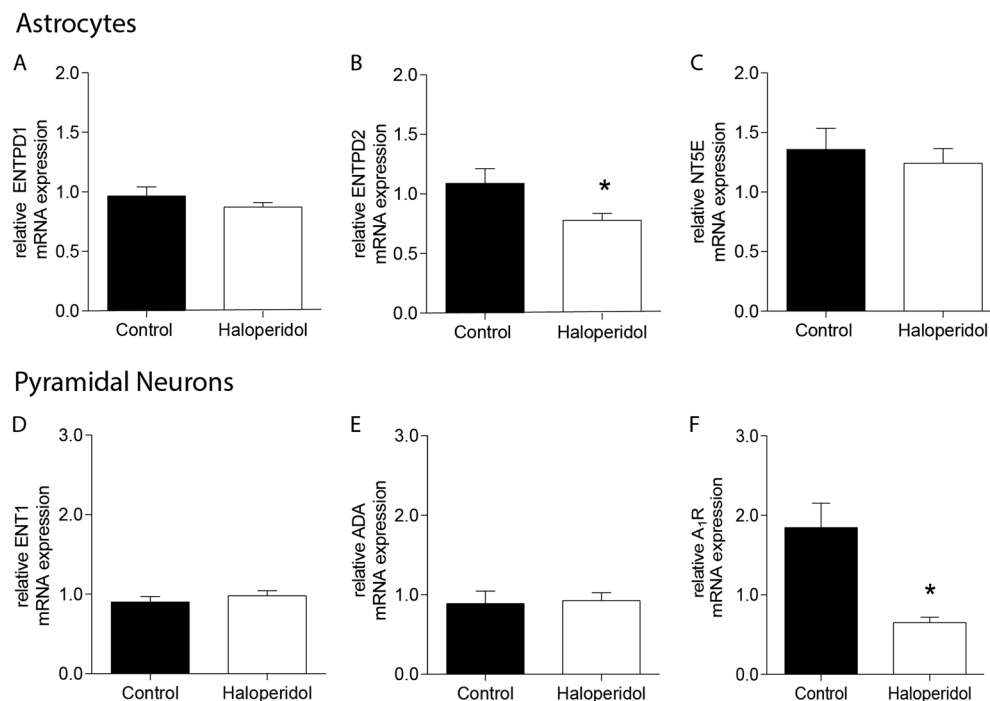 Astrocytes
A
relative ENTPD1
mRNA expression
2.0
1.5
1.0
0.5
0.0
Control
Haloperidol
B
relative ENTPD2
mRNA expression
2.0
1.5
1.0
0.5
0.0
*
Control
Haloperidol
C
relative NT5E
mRNA expression
2.0
1.5
1.0
0.5
0.0
Control
Haloperidol
Pyramidal Neurons
D
relative ENT1
mRNA expression
3.0
2.0
1.0
0.0
Control
Haloperidol
E
relative ADA
mRNA expression
3.0
2.0
1.0
0.0
Control
Haloperidol
F
relative A₁R
mRNA expression
3.0
2.0
1.0
0.0
*
Control
Haloperidol